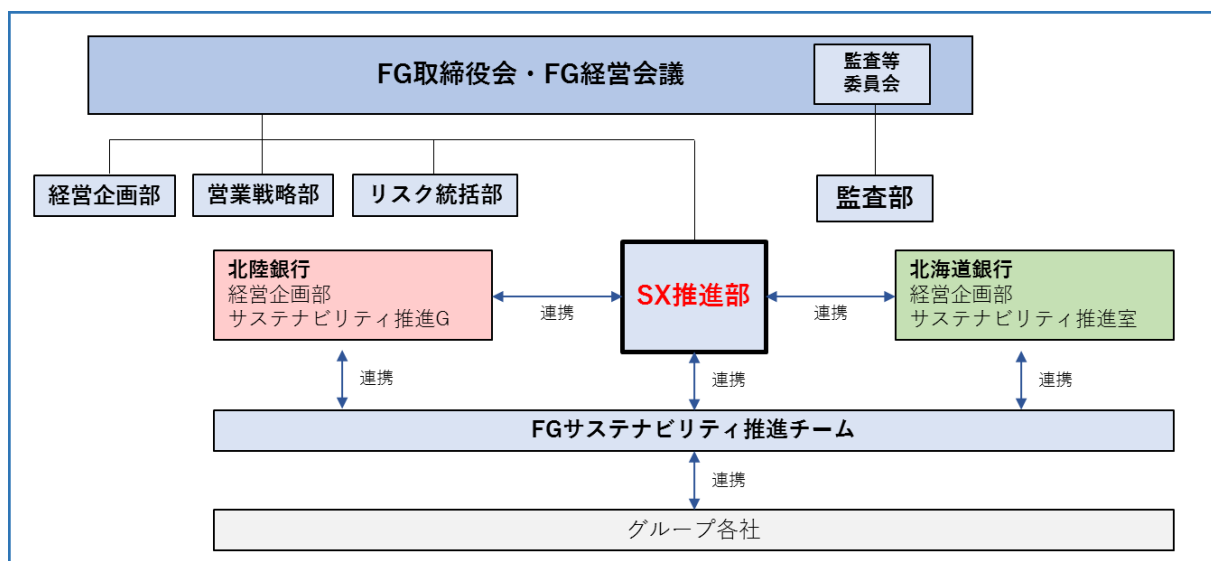 FG取締役会・FG経営会議
監査等
委員会
経営企画部
営業戦略部
リスク統括部
監査部
北陸銀行
経営企画部
サステナビリティ推進G
連携
SX推進部
連携
北海道銀行
経営企画部
サステナビリティ推進室
連携
連携
連携
FGサステナビリティ推進チーム
連携
グループ各社